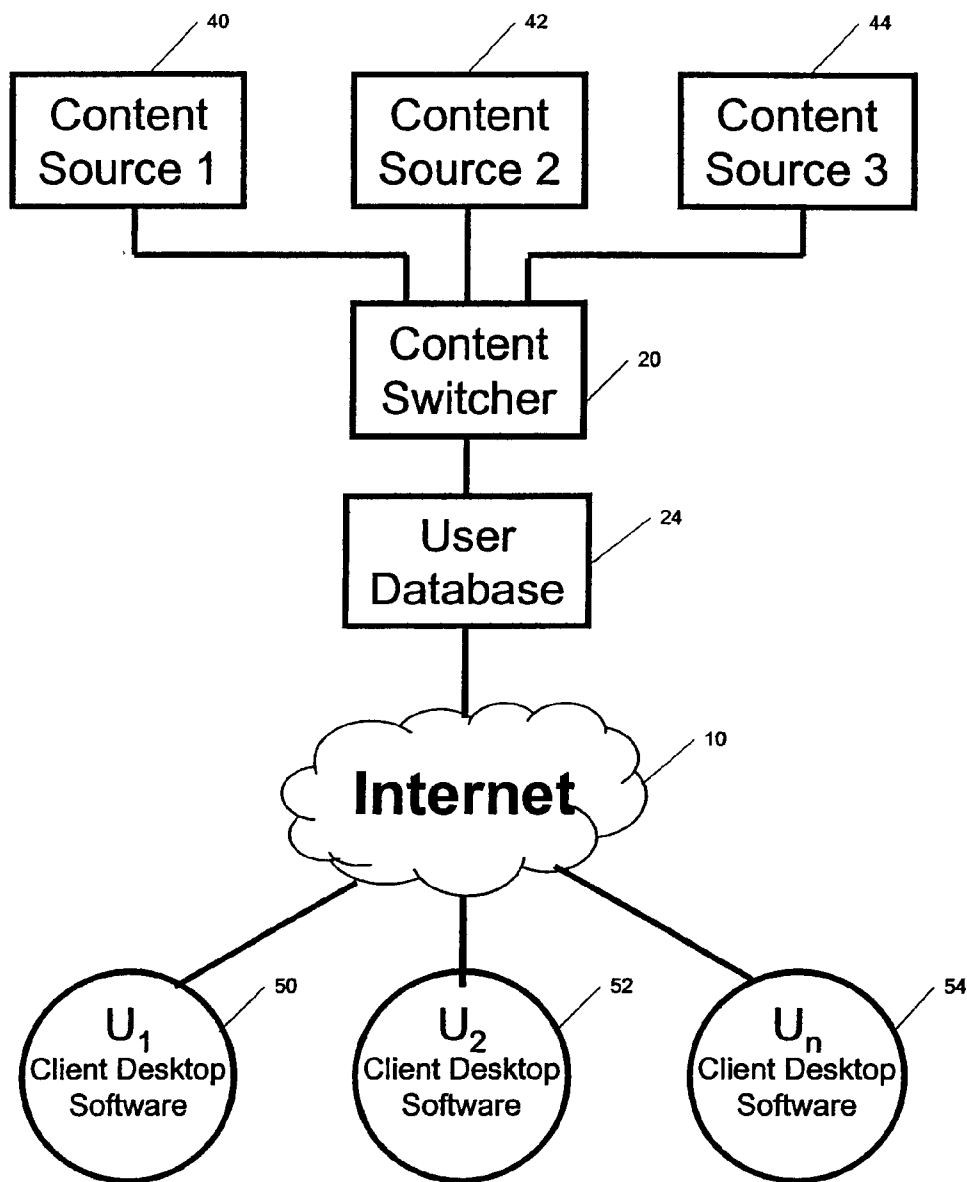 40
42
44
Content
Source 1
Content
Source 2
Content
Source 3
Content
Switcher
20
User
Database
24
Internet
10
U1
Client Desktop
Software
50
U2
Client Desktop
Software
52
Un
Client Desktop
Software
54